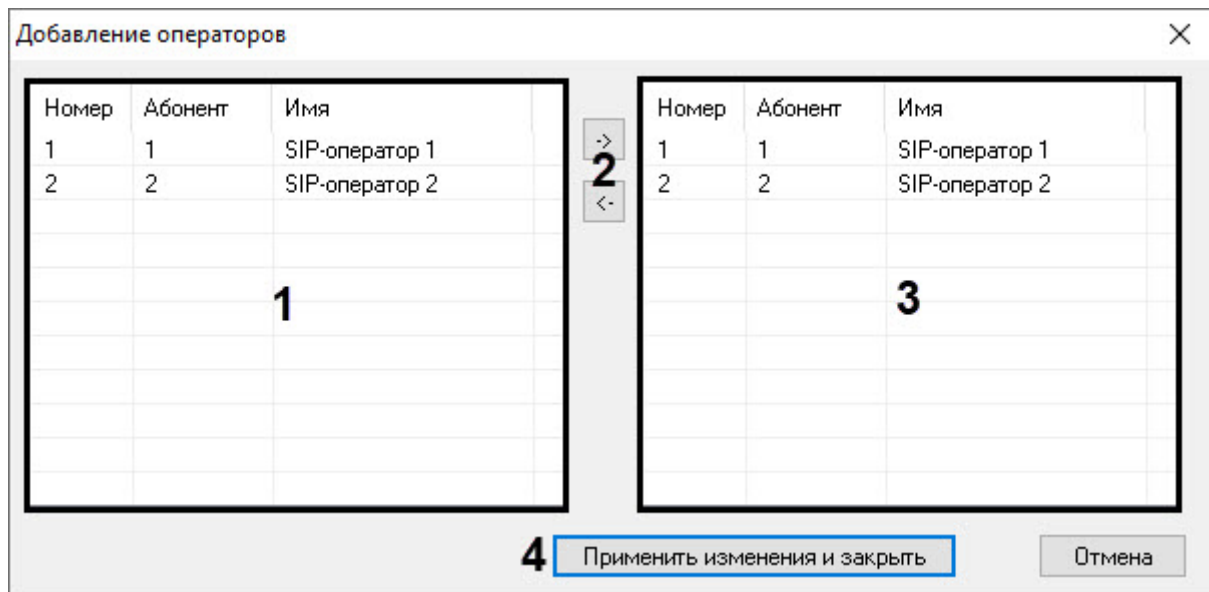 Добавление операторов
Номер Абонент Имя
1 1 SIP-оператор 1
2 2 SIP-оператор 2
1
->
2
<-
Номер Абонент Имя
1 1 SIP-оператор 1
2 2 SIP-оператор 2
3
4 Применить изменения и закрыть Отмена